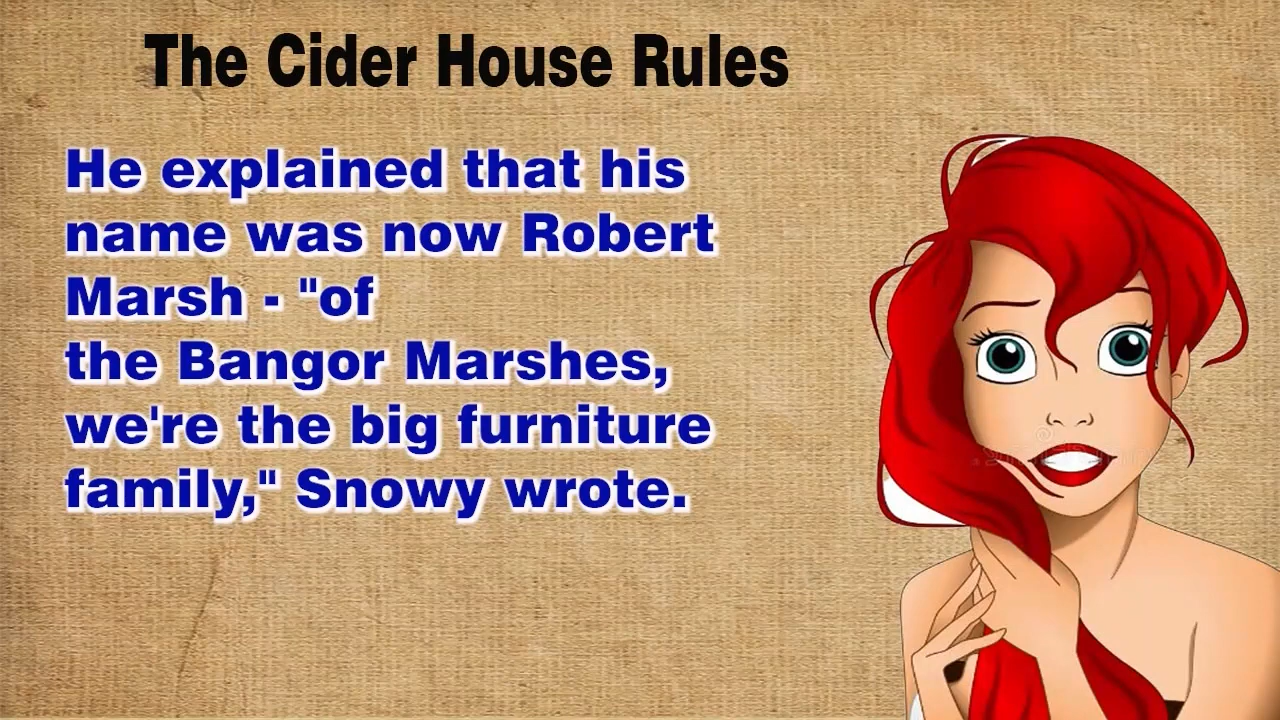 The Cider House Rules
He explained that his
name was now Robert
Marsh - "of
the Bangor Marshes,
we're the big furniture
family," Snowy wrote.